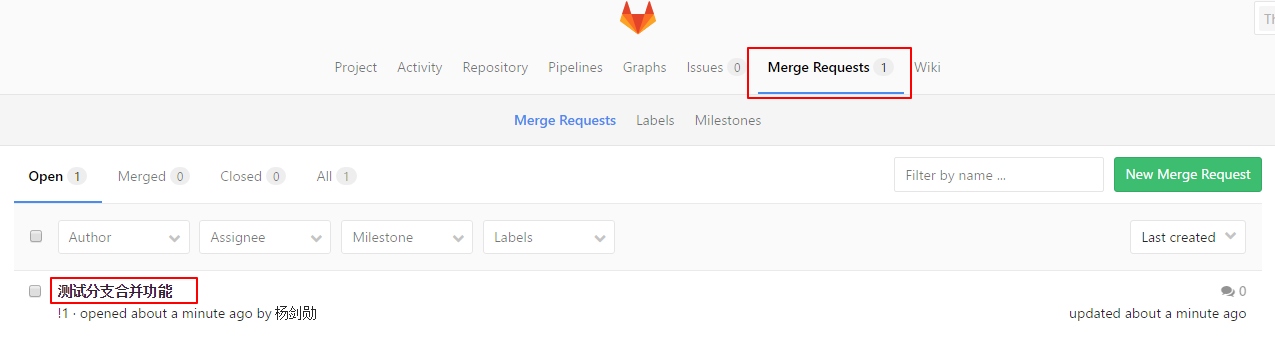 Th
Project Activity Repository Pipelines Graphs Issues 0 Merge Requests 1 Wiki
Merge Requests Labels Milestones
Open 1 Merged 0 Closed 0 All 1 Filter by name ... New Merge Request
Author Assignee Milestone Labels Last created
测试分支合并功能 0
!1 · opened about a minute ago by 杨剑勋 updated about a minute ago